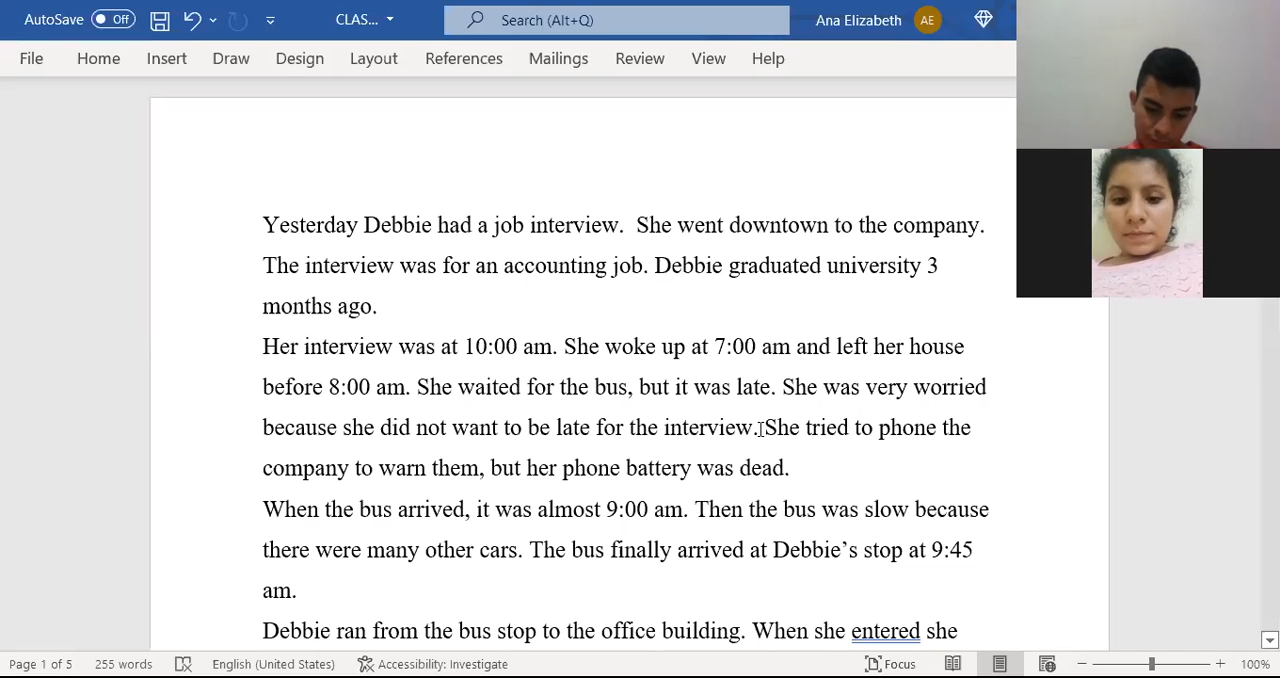 AutoSave Off CLAS... Search (Alt+Q) Ana Elizabeth AE
File Home Insert Draw Design Layout References Mailings Review View Help
Yesterday Debbie had a job interview.  She went downtown to the company.
The interview was for an accounting job. Debbie graduated university 3
months ago.
Her interview was at 10:00 am. She woke up at 7:00 am and left her house
before 8:00 am. She waited for the bus, but it was late. She was very worried
because she did not want to be late for the interview. She tried to phone the
company to warn them, but her phone battery was dead.
When the bus arrived, it was almost 9:00 am. Then the bus was slow because
there were many other cars. The bus finally arrived at Debbie’s stop at 9:45
am.
Debbie ran from the bus stop to the office building. When she entered she
Page 1 of 5 255 words English (United States) Accessibility: Investigate Focus 100%